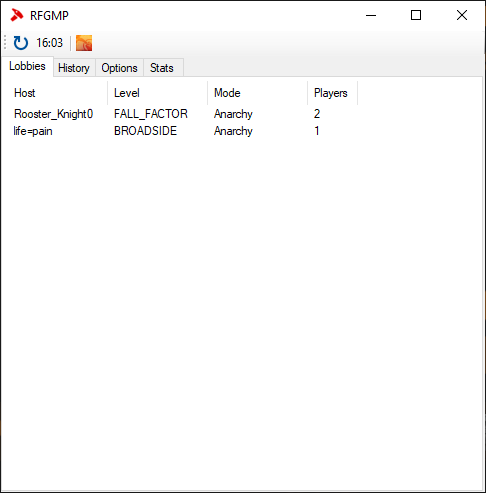 RFGMP
16:03
Lobbies History Options Stats
Host Level Mode Players
Rooster_Knight0 FALL_FACTOR Anarchy 2
life=pain BROADSIDE Anarchy 1